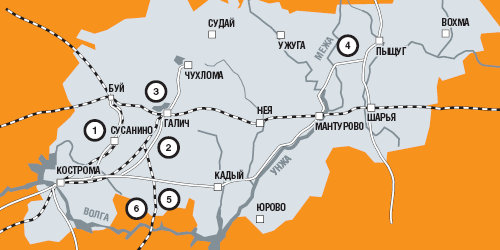 СУДАЙ
ВОХМА
УЖУГА
МЕЖА
4
ПЫЩУГ
ЧУХЛОМА
БУЙ
3
ГАЛИЧ
НЕЯ
МАНТУРОВО
ШАРЬЯ
1
СУСАНИНО
2
КОСТРОМА
КАДЫЙ
УНЖА
5
6
ВОЛГА
ЮРОВО